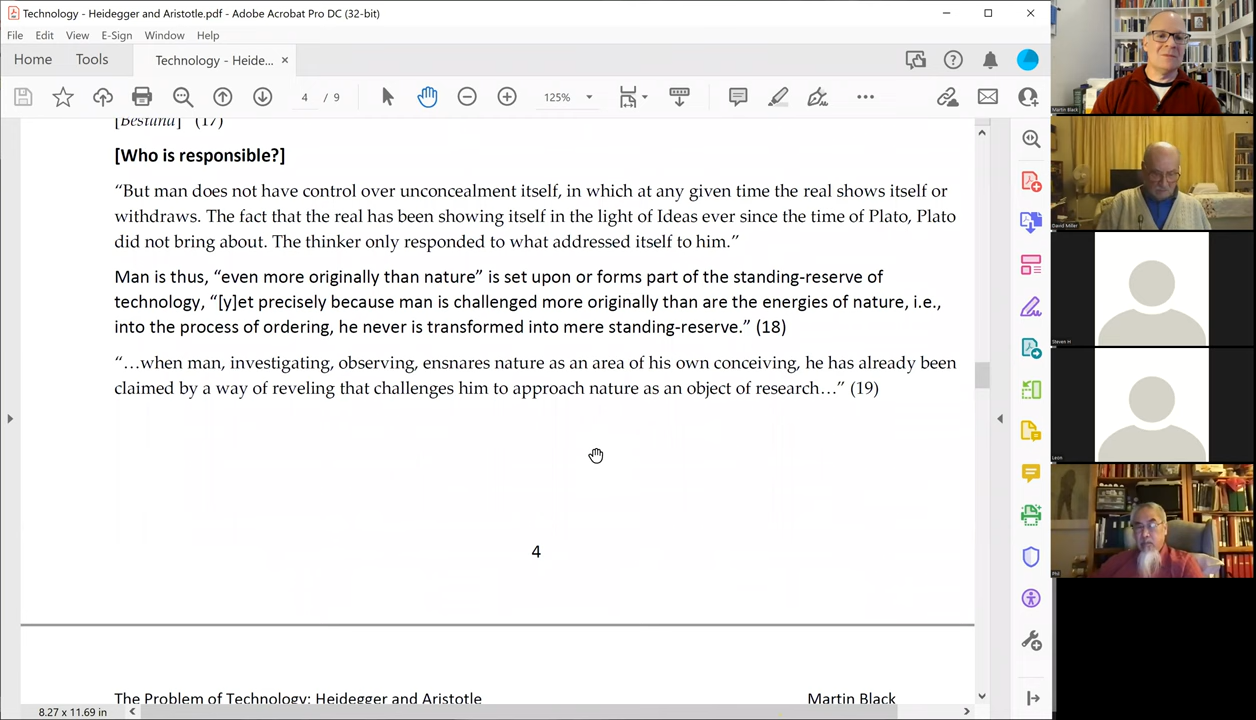 Technology - Heidegger and Aristotle.pdf - Adobe Acrobat Pro DC (32-bit)
File Edit View E-Sign Window Help
Home Tools Technology - Heide... ×
4 / 9 125%
[Bestand] (17)
[Who is responsible?]
“But man does not have control over unconcealment itself, in which at any given time the real shows itself or
withdraws. The fact that the real has been showing itself in the light of Ideas ever since the time of Plato, Plato
did not bring about. The thinker only responded to what addressed itself to him.”
Man is thus, “even more originally than nature” is set upon or forms part of the standing-reserve of
technology, “[y]et precisely because man is challenged more originally than are the energies of nature, i.e.,
into the process of ordering, he never is transformed into mere standing-reserve.” (18)
“…when man, investigating, observing, ensnares nature as an area of his own conceiving, he has already been
claimed by a way of reveling that challenges him to approach nature as an object of research…” (19)
4
The Problem of Technology: Heidegger and Aristotle Martin Black
8.27 x 11.69 in
Martin Black
David Miller
Steven H
Leon
Phil